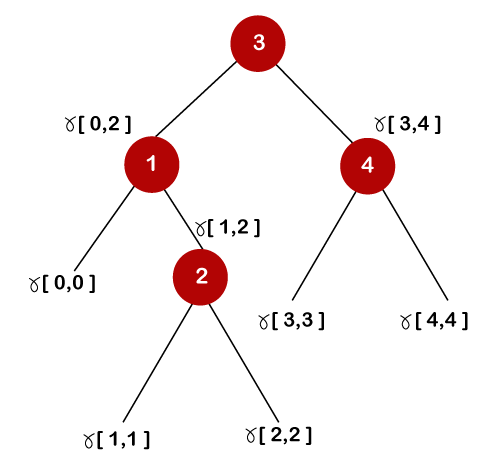 3
ɤ[ 0,2 ]
ɤ[ 3,4 ]
1
4
ɤ[ 1,2 ]
2
ɤ[ 0,0 ]
ɤ[ 3,3 ]
ɤ[ 4,4 ]
ɤ[ 1,1 ]
ɤ[ 2,2 ]